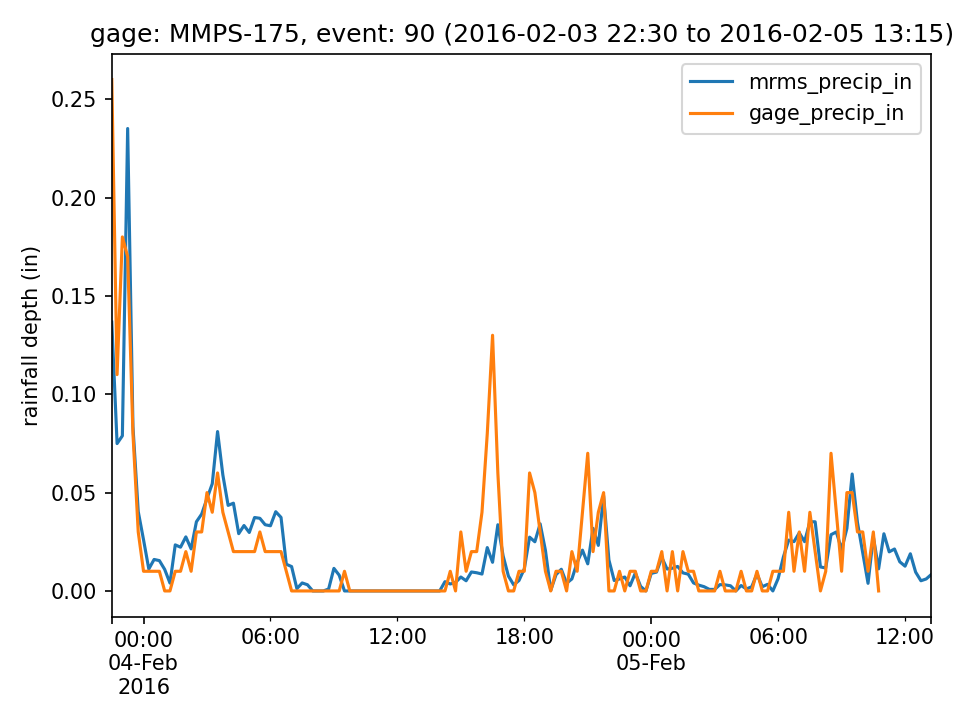 gage: MMPS-175, event: 90 (2016-02-03 22:30 to 2016-02-05 13:15)
mrms_precip_in
gage_precip_in
rainfall depth (in)
0.25
0.20
0.15
0.10
0.05
0.00
00:00 06:00 12:00 18:00 00:00 06:00 12:00
04-Feb 05-Feb
2016